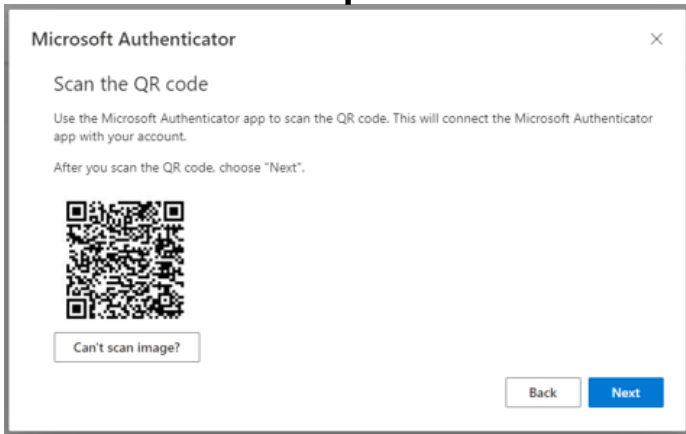 Microsoft Authenticator
Scan the QR code
Use the Microsoft Authenticator app to scan the QR code. This will connect the Microsoft Authenticator
app with your account.
After you scan the QR code, choose "Next".
Can't scan image?
Back Next